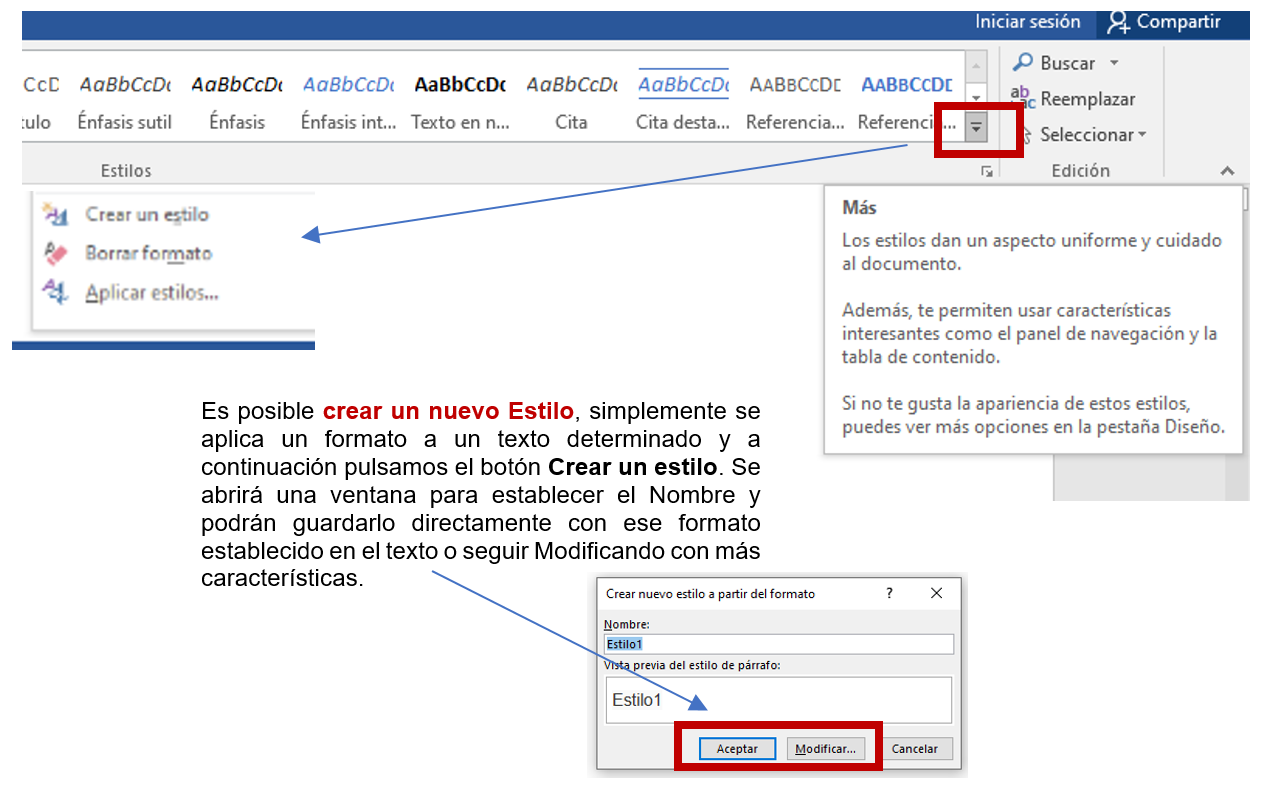 Iniciar sesión Compartir
CcD AaBbCcDc AaBbCcDc AaBbCcDc AaBbCcDc AaBbCcDc AaBbCcDc AABBCCDE AABBCCDE
Énfasis sutil Énfasis Énfasis int... Texto en n... Cita Cita desta... Referencia... Referencia...
Buscar
Reemplazar
Seleccionar
Estilos
Edición
Crear un estilo
Borrar formato
Aplicar estilos...
Más
Los estilos dan un aspecto uniforme y cuidado
al documento.
Además, te permiten usar características
interesantes como el panel de navegación y la
tabla de contenido.
Si no te gusta la apariencia de estos estilos,
puedes ver más opciones en la pestaña Diseño.
Es posible crear un nuevo Estilo, simplemente se
aplica un formato a un texto determinado y a
continuación pulsamos el botón Crear un estilo. Se
abrirá una ventana para establecer el Nombre y
podrán guardarlo directamente con ese formato
establecido en el texto o seguir Modificando con más
características.
Crear nuevo estilo a partir del formato ? X
Nombre:
Estilo1
Vista previa del estilo de párrafo:
Estilo1
Aceptar Modificar... Cancelar